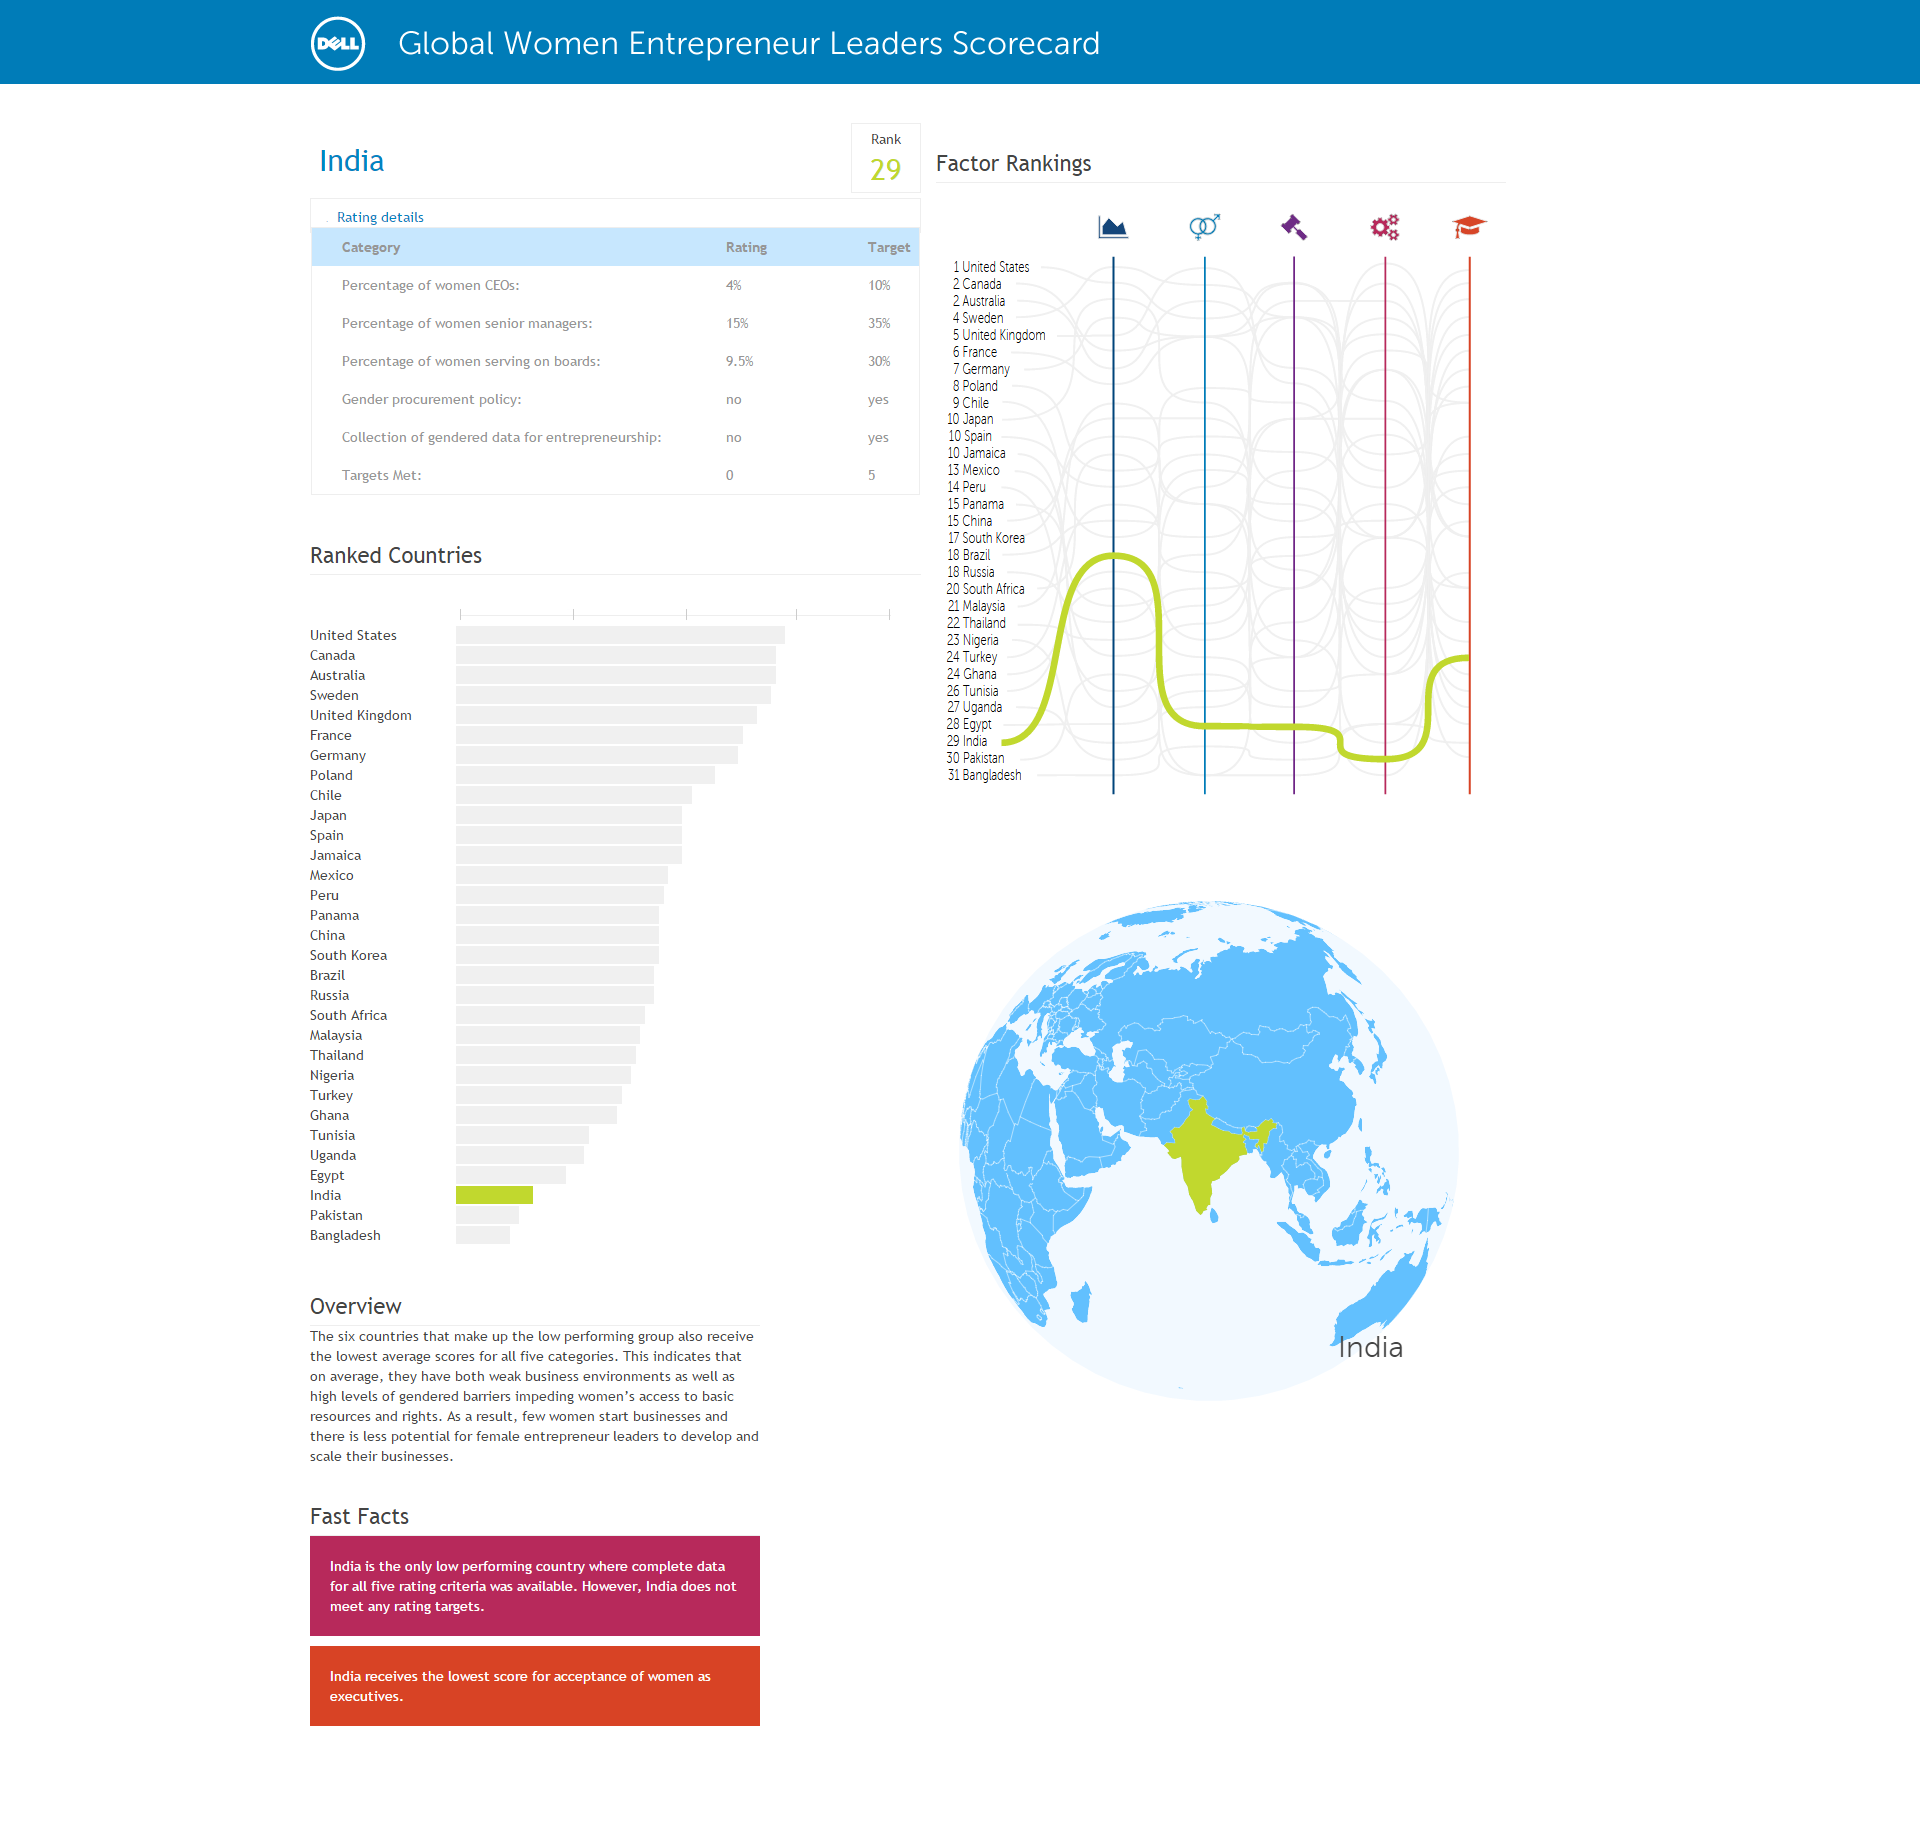 DELL
Global Women Entrepreneur Leaders Scorecard
India
Rank
29
Rating details
Category Rating Target
Percentage of women CEOs: 4% 10%
Percentage of women senior managers: 15% 35%
Percentage of women serving on boards: 9.5% 30%
Gender procurement policy: no yes
Collection of gendered data for entrepreneurship: no yes
Targets Met: 0 5
Ranked Countries
United States
Canada
Australia
Sweden
United Kingdom
France
Germany
Poland
Chile
Japan
Spain
Jamaica
Mexico
Peru
Panama
China
South Korea
Brazil
Russia
South Africa
Malaysia
Thailand
Nigeria
Turkey
Ghana
Tunisia
Uganda
Egypt
India
Pakistan
Bangladesh
Overview
The six countries that make up the low performing group also receive
the lowest average scores for all five categories. This indicates that
on average, they have both weak business environments as well as
high levels of gendered barriers impeding women’s access to basic
resources and rights. As a result, few women start businesses and
there is less potential for female entrepreneur leaders to develop and
scale their businesses.
Fast Facts
India is the only low performing country where complete data
for all five rating criteria was available. However, India does not
meet any rating targets.
India receives the lowest score for acceptance of women as
executives.
Factor Rankings
1 United States
2 Canada
2 Australia
4 Sweden
5 United Kingdom
6 France
7 Germany
8 Poland
9 Chile
10 Japan
10 Spain
10 Jamaica
13 Mexico
14 Peru
15 Panama
15 China
17 South Korea
18 Brazil
18 Russia
20 South Africa
21 Malaysia
22 Thailand
23 Nigeria
24 Turkey
24 Ghana
26 Tunisia
27 Uganda
28 Egypt
29 India
30 Pakistan
31 Bangladesh
India